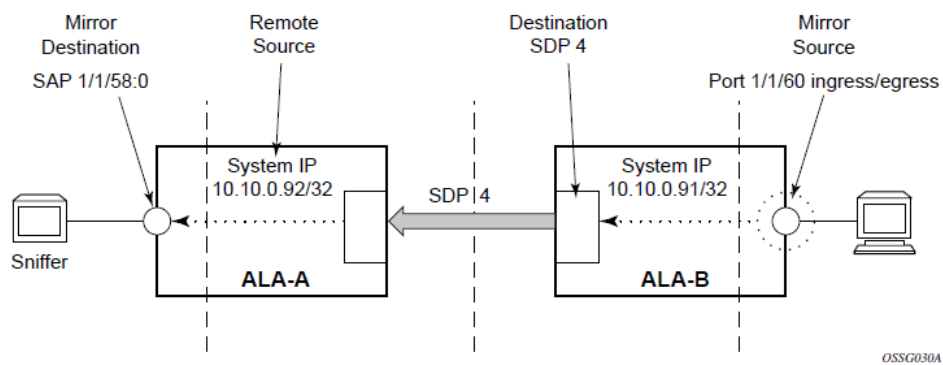 Mirror
Destination
SAP 1/1/58:0
Remote
Source
Destination
SDP 4
Mirror
Source
Port 1/1/60 ingress/egress
System IP
10.10.0.92/32
SDP 4
System IP
10.10.0.91/32
Sniffer
ALA-A
ALA-B
OSSG030A